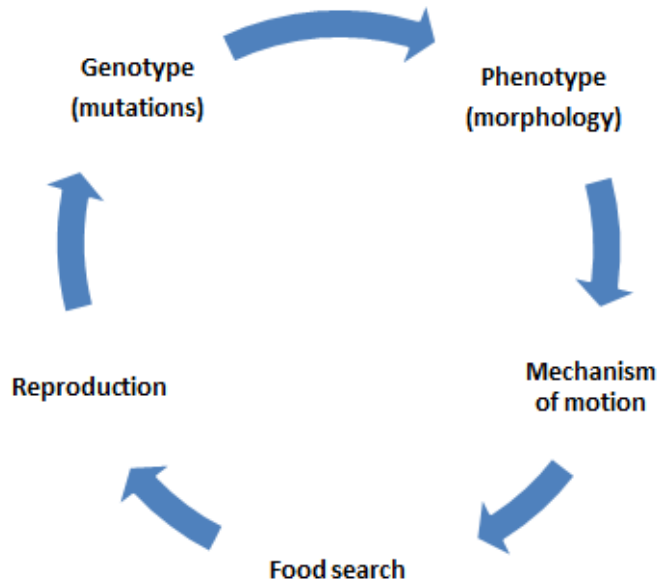 Genotype
(mutations)
Phenotype
(morphology)
Mechanism
of motion
Food search
Reproduction